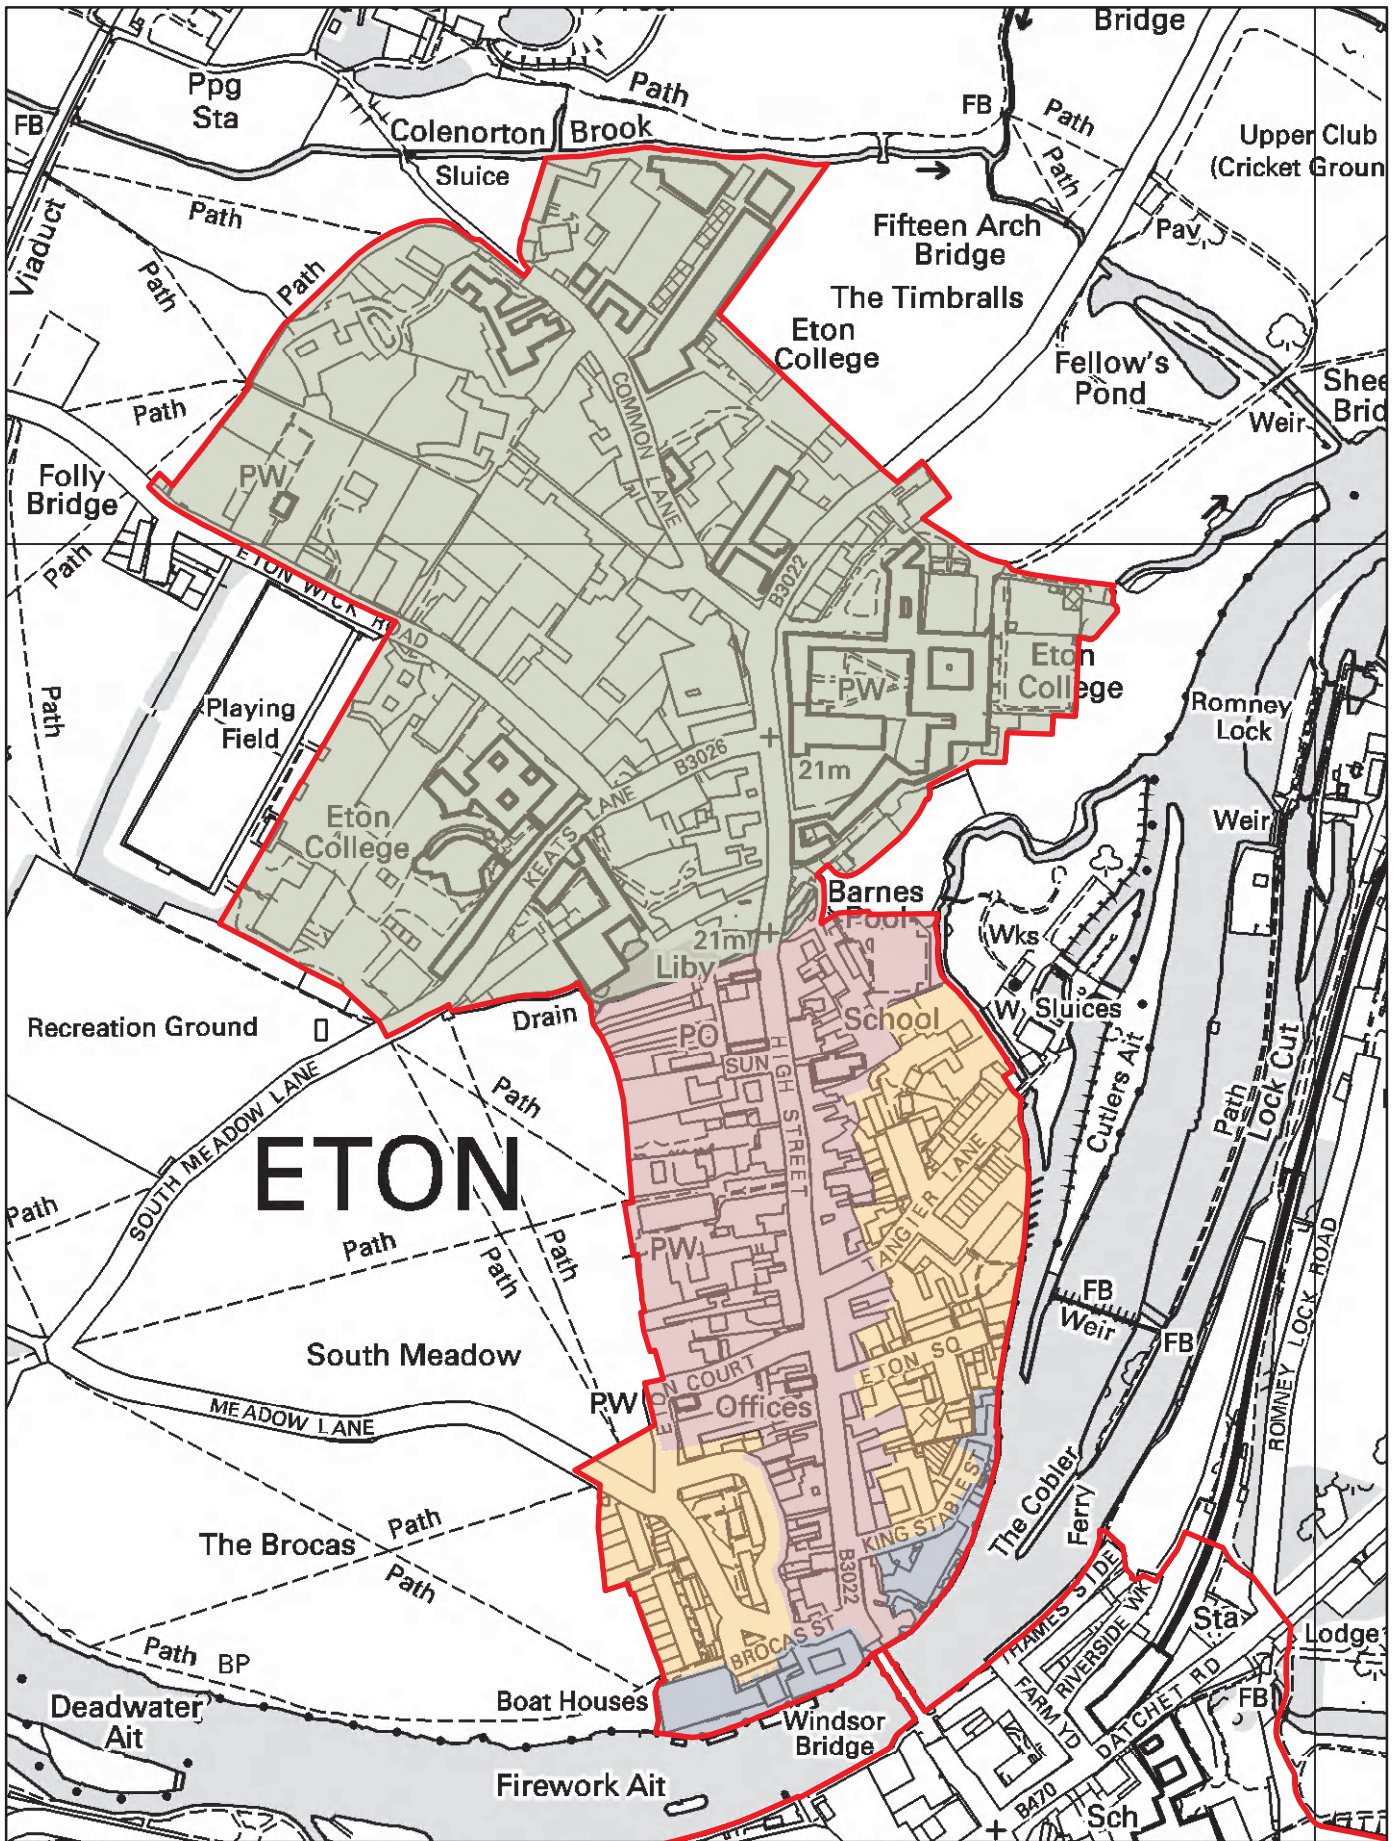 Bridge
Ppg
Sta
Path
FB
FB
Path
Colenorton Brook
Upper Club
(Cricket Groun
Sluice
Path
Path
Viaduct
Fifteen Arch
Bridge
Pav
Path
Path
The Timbralls
Eton
College
Fellow's
Pond
Shee
Brid
COMMON LANE
Path
Weir
Folly
Bridge
PW
Path
ETON WICK ROAD
B3022
Eton
College
PW
Path
Playing
Field
Romney
Lock
B3026
21m
Eton
College
KEATS LANE
Weir
Barnes
Pool
21m
Liby
Wks
W
Sluices
Drain
Recreation Ground
School
PO
SUN
HIGH STREET
SOUTH MEADOW LANE
Path
Cutlers Ait
Path
Lock Cut
ETON
TANGIER LANE
Path
Path
Path
Path
PW
FB
Weir
FB
ROMNEY LOCK ROAD
South Meadow
ETON COURT
ETON SQ
PW
Offices
MEADOW LANE
KING STABLE ST
The Cobler
Ferry
The Brocas
Path
Path
B3022
THAMES SIDE
RIVERSIDE WK
Sta
Lodge
BROCAS ST
Path
BP
Boat Houses
Deadwater
Ait
Windsor
Bridge
FARM YD
DATCHET RD
FB
Firework Ait
B470
Sch